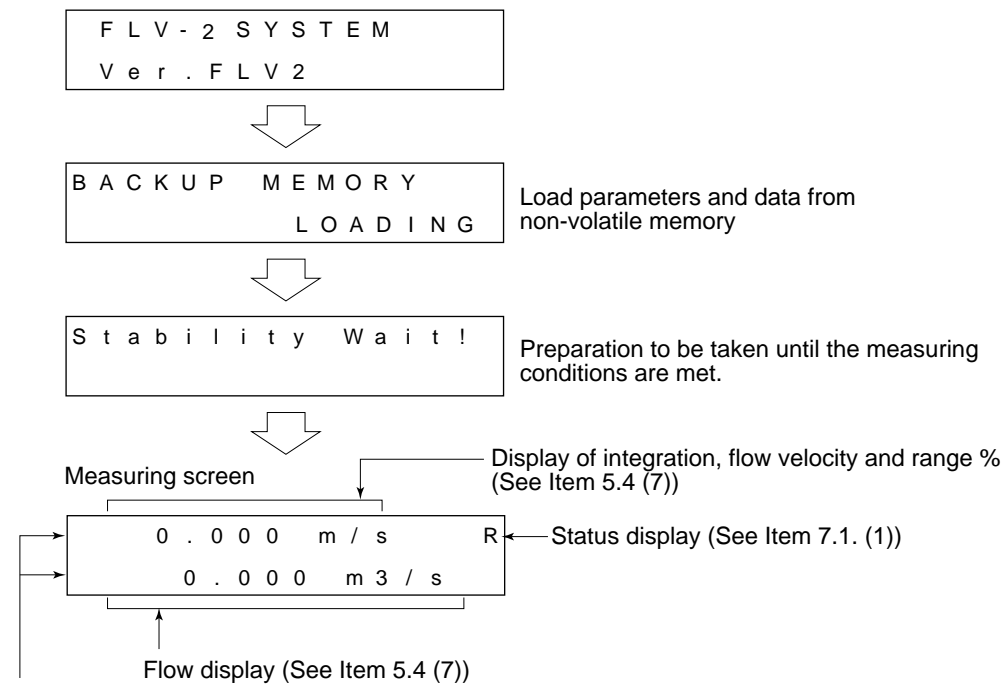 FLV-2 SYSTEM
Ver.FLV2
BACKUP MEMORY
LOADING
Load parameters and data from
non-volatile memory
Stability Wait!
Preparation to be taken until the measuring
conditions are met.
Measuring screen
Display of integration, flow velocity and range %
(See Item 5.4 (7))
0.000 m/s R
Status display (See Item 7.1. (1))
0.000 m3/s
Flow display (See Item 5.4 (7))